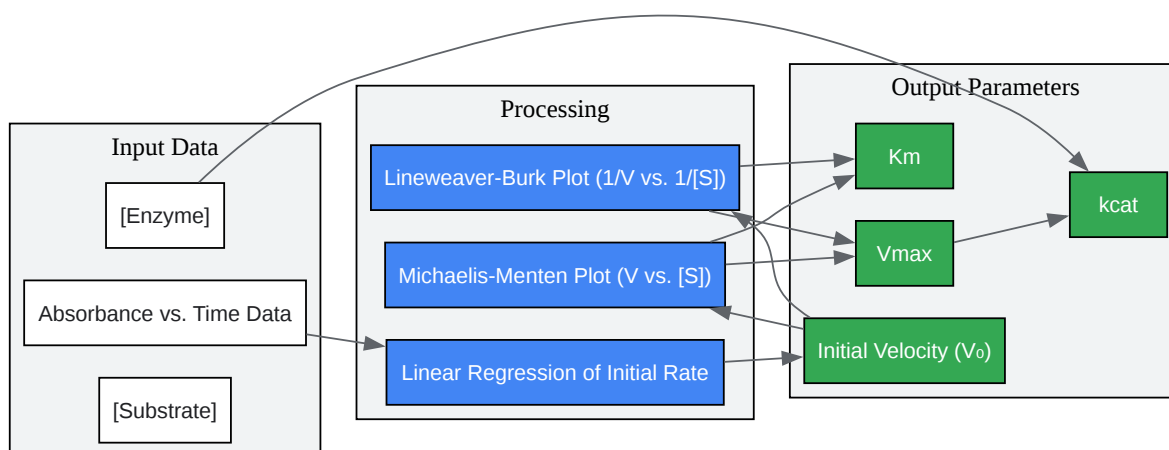 Input Data
[Enzyme]
Absorbance vs. Time Data
[Substrate]
Processing
Lineweaver-Burk Plot (1/V vs. 1/[S])
Michaelis-Menten Plot (V vs. [S])
Linear Regression of Initial Rate
Output Parameters
Km
Vmax
Initial Velocity (V₀)
kcat